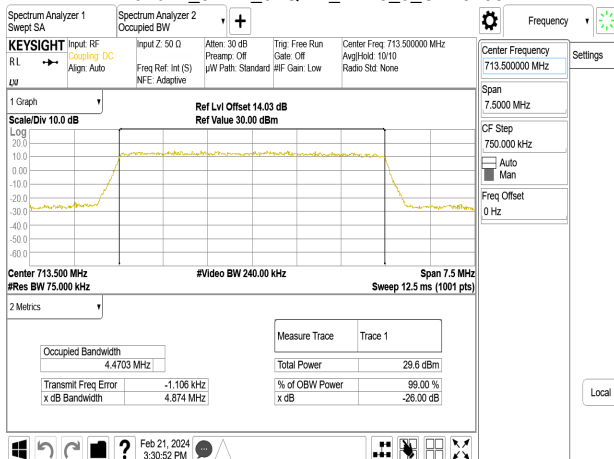 Spectrum Analyzer 1
Swept SA
Spectrum Analyzer 2
Occupied BW
Frequency
KEYSIGHT
RL
LXI
Input: RF
Coupling: DC
Align: Auto
Input Z: 50 Ω
Freq Ref: Int (S)
NFE: Adaptive
Atten: 30 dB
Preamp: Off
µW Path: Standard
Trig: Free Run
Gate: Off
#IF Gain: Low
Center Freq: 713.500000 MHz
Avg|Hold: 10/10
Radio Std: None
Center Frequency
713.500000 MHz
Span
7.5000 MHz
CF Step
750.000 kHz
Auto
Man
Freq Offset
0 Hz
Settings
Local
1 Graph
Scale/Div 10.0 dB
Ref Lvl Offset 14.03 dB
Ref Value 30.00 dBm
Log
20.0
10.0
0.00
-10.0
-20.0
-30.0
-40.0
-50.0
-60.0
Center 713.500 MHz
#Video BW 240.00 kHz
Span 7.5 MHz
#Res BW 75.000 kHz
Sweep 12.5 ms (1001 pts)
2 Metrics
Measure Trace Trace 1
Occupied Bandwidth
4.4703 MHz
Total Power 29.6 dBm
Transmit Freq Error -1.106 kHz
% of OBW Power 99.00 %
x dB Bandwidth 4.874 MHz
x dB -26.00 dB
?
Feb 21, 2024
3:30:52 PM